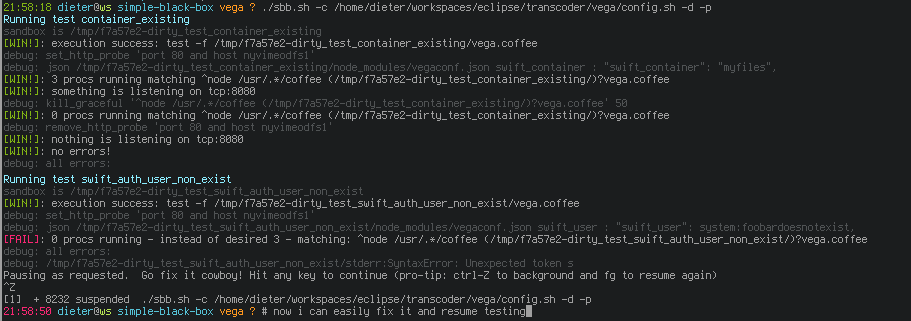 21:58:18 dieter@ws simple-black-box vega ? ./sbb.sh -c /home/dieter/workspaces/eclipse/transcoder/vega/config.sh -d -p
Running test container_existing
sandbox is /tmp/f7a57e2-dirty_test_container_existing
[WIN!]: execution success: test -f /tmp/f7a57e2-dirty_test_container_existing/vega.coffee
debug: set_http_probe 'port 80 and host nyvimeodfs1'
debug: json /tmp/f7a57e2-dirty_test_container_existing/node_modules/vegaconf.json swift_container : "swift_container": "myfiles",
[WIN!]: 3 procs running matching ^node /usr/.*/coffee (/tmp/f7a57e2-dirty_test_container_existing/)?vega.coffee
[WIN!]: something is listening on tcp:8080
debug: kill_graceful '^node /usr/.*/coffee (/tmp/f7a57e2-dirty_test_container_existing/)?vega.coffee' 50
[WIN!]: 0 procs running matching ^node /usr/.*/coffee (/tmp/f7a57e2-dirty_test_container_existing/)?vega.coffee
debug: remove_http_probe 'port 80 and host nyvimeodfs1'
[WIN!]: nothing is listening on tcp:8080
[WIN!]: no errors!
debug: all errors:
Running test swift_auth_user_non_exist
sandbox is /tmp/f7a57e2-dirty_test_swift_auth_user_non_exist
[WIN!]: execution success: test -f /tmp/f7a57e2-dirty_test_swift_auth_user_non_exist/vega.coffee
debug: set_http_probe 'port 80 and host nyvimeodfs1'
debug: json /tmp/f7a57e2-dirty_test_swift_auth_user_non_exist/node_modules/vegaconf.json swift_user : "swift_user": system:foobardoesnotexist,
[FAIL]: 0 procs running - instead of desired 3 - matching: ^node /usr/.*/coffee (/tmp/f7a57e2-dirty_test_swift_auth_user_non_exist/)?vega.coffee
debug: all errors:
debug: /tmp/f7a57e2-dirty_test_swift_auth_user_non_exist/stderr:SyntaxError: Unexpected token s
Pausing as requested.  Go fix it cowboy! Hit any key to continue (pro-tip: ctrl-Z to background and fg to resume again)
^Z
[1]  + 8232 suspended  ./sbb.sh -c /home/dieter/workspaces/eclipse/transcoder/vega/config.sh -d -p
21:58:50 dieter@ws simple-black-box vega ? # now i can easily fix it and resume testing